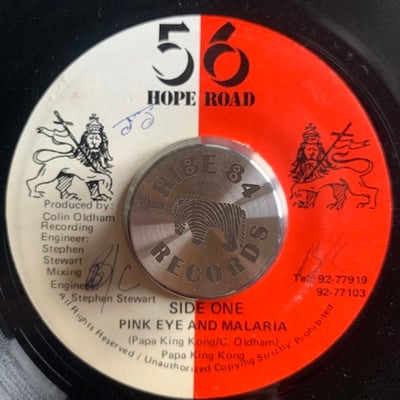 56
HOPE ROAD
TRIBE 84
RECORDS
Produced by:
Colin Oldham
Recording
Engineer:
Stephen
Stewart
Mixing
Engineer
Stephen Stewart
B/C
B/C
Tel: 92-77919
92-77103
SIDE ONE
PINK EYE AND MALARIA
(Papa King Kong/C. Oldham)
Papa King Kong
All Rights Reserved / Unauthorized Copying Strictly Prohibited